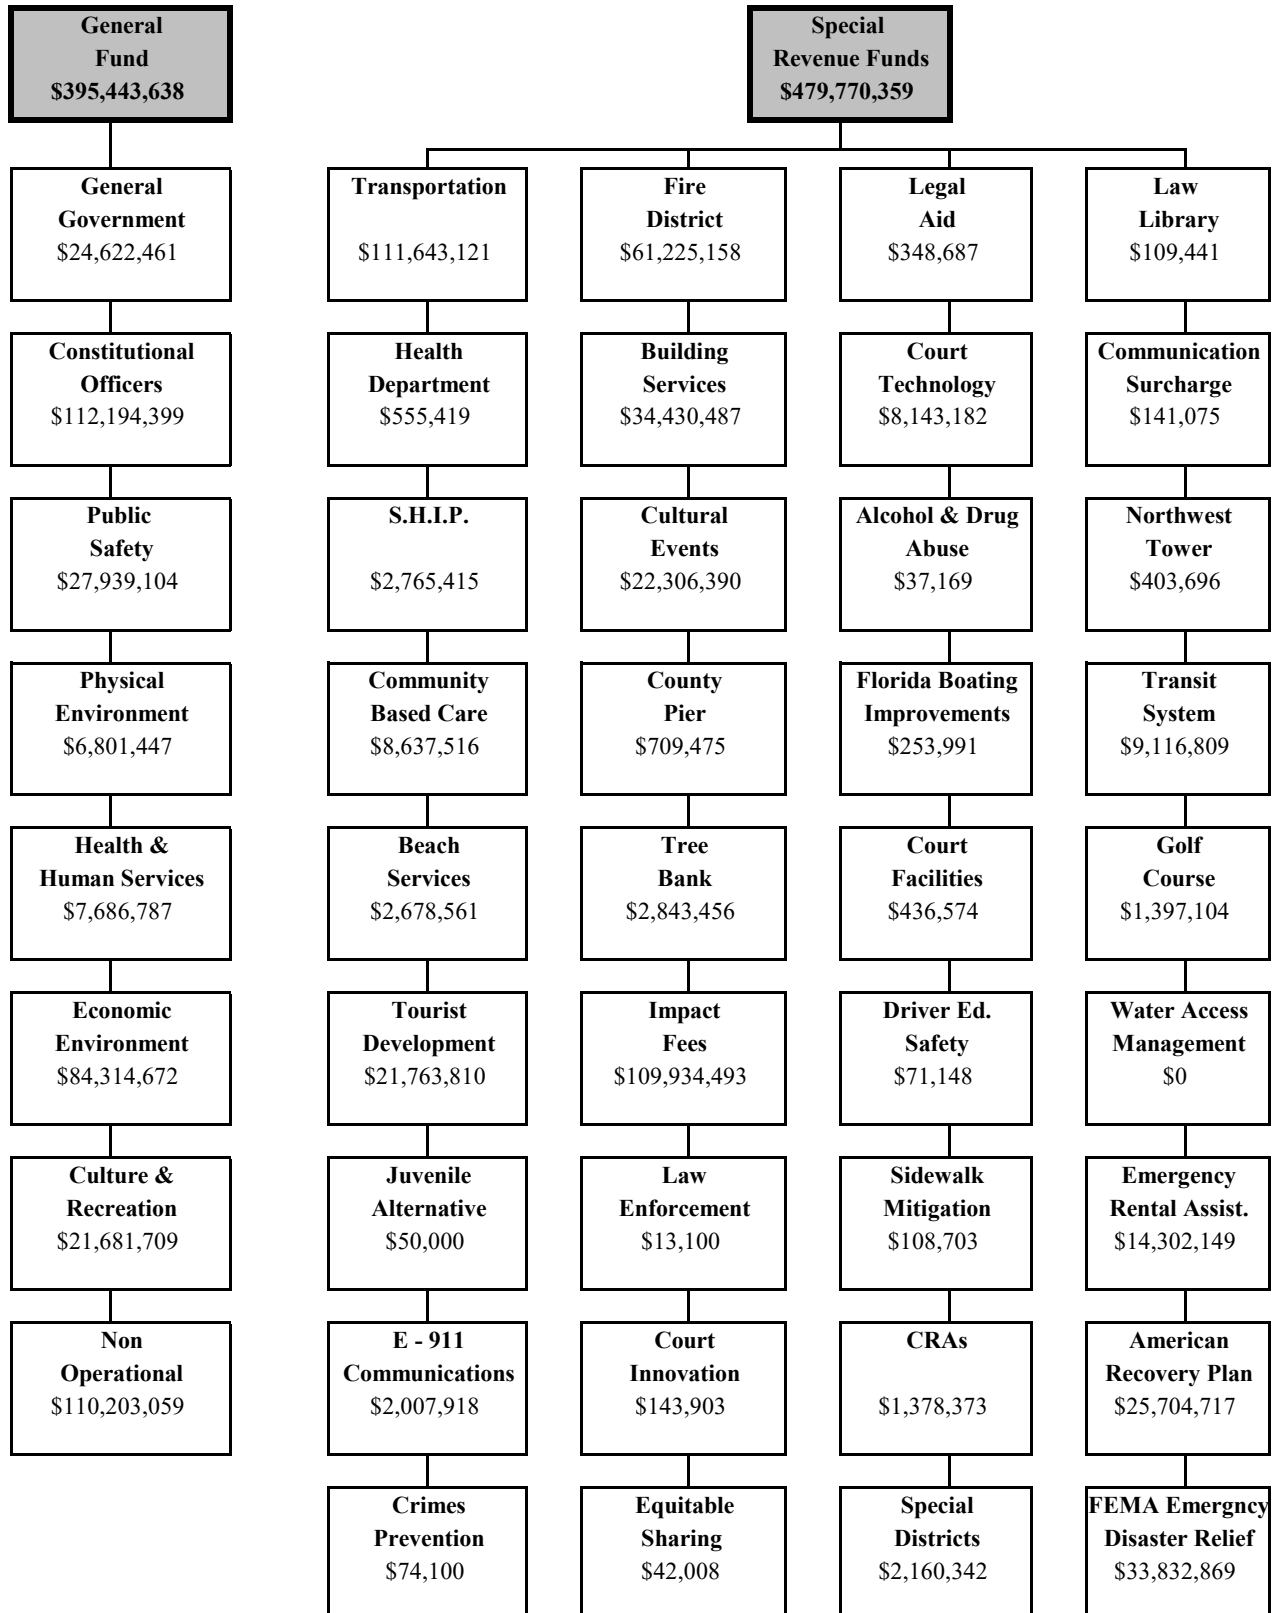 General
Fund
$395,443,638
Special
Revenue Funds
$479,770,359
General
Government
$24,622,461
Transportation
$111,643,121
Fire
District
$61,225,158
Legal
Aid
$348,687
Law
Library
$109,441
Constitutional
Officers
$112,194,399
Health
Department
$555,419
Building
Services
$34,430,487
Court
Technology
$8,143,182
Communication
Surcharge
$141,075
Public
Safety
$27,939,104
S.H.I.P.
$2,765,415
Cultural
Events
$22,306,390
Alcohol & Drug
Abuse
$37,169
Northwest
Tower
$403,696
Physical
Environment
$6,801,447
Community
Based Care
$8,637,516
County
Pier
$709,475
Florida Boating
Improvements
$253,991
Transit
System
$9,116,809
Health &
Human Services
$7,686,787
Beach
Services
$2,678,561
Tree
Bank
$2,843,456
Court
Facilities
$436,574
Golf
Course
$1,397,104
Economic
Environment
$84,314,672
Tourist
Development
$21,763,810
Impact
Fees
$109,934,493
Driver Ed.
Safety
$71,148
Water Access
Management
$0
Culture &
Recreation
$21,681,709
Juvenile
Alternative
$50,000
Law
Enforcement
$13,100
Sidewalk
Mitigation
$108,703
Emergency
Rental Assist.
$14,302,149
Non
Operational
$110,203,059
E - 911
Communications
$2,007,918
Court
Innovation
$143,903
CRAs
$1,378,373
American
Recovery Plan
$25,704,717
Crimes
Prevention
$74,100
Equitable
Sharing
$42,008
Special
Districts
$2,160,342
FEMA Emergncy
Disaster Relief
$33,832,869